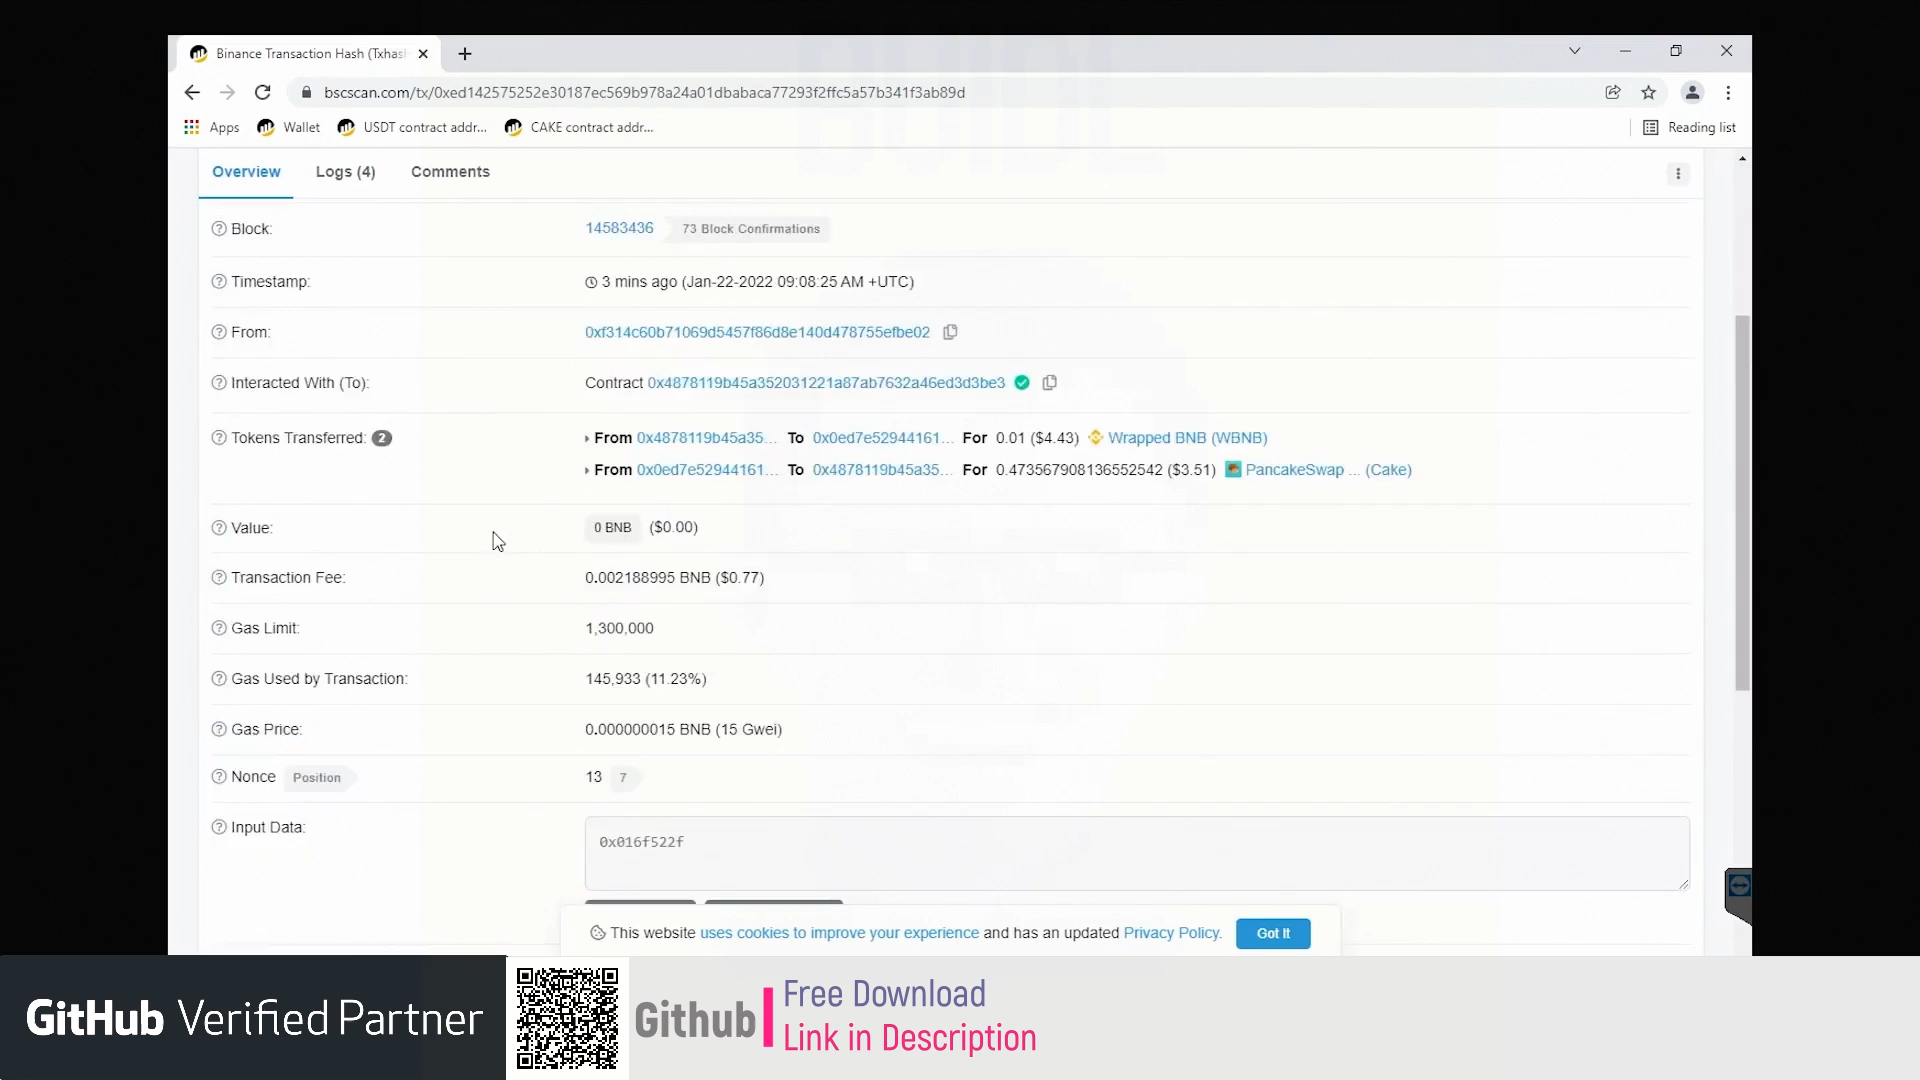 Binance Transaction Hash (Txhas
bscscan.com/tx/0xed142575252e30187ec569b978a24a01dbabaca77293f2ffc5a57b341f3ab89d
Apps Wallet USDT contract addr... CAKE contract addr... Reading list
Overview Logs (4) Comments
Block: 14583436 73 Block Confirmations
Timestamp: 3 mins ago (Jan-22-2022 09:08:25 AM +UTC)
From: 0xf314c60b71069d5457f86d8e140d478755efbe02
Interacted With (To): Contract 0x4878119b45a352031221a87ab7632a46ed3d3be3
Tokens Transferred: 2 From 0x4878119b45a35... To 0x0ed7e52944161... For 0.01 ($4.43) Wrapped BNB (WBNB)
From 0x0ed7e52944161... To 0x4878119b45a35... For 0.473567908136552542 ($3.51) PancakeSwap ... (Cake)
Value: 0 BNB ($0.00)
Transaction Fee: 0.002188995 BNB ($0.77)
Gas Limit: 1,300,000
Gas Used by Transaction: 145,933 (11.23%)
Gas Price: 0.000000015 BNB (15 Gwei)
Nonce Position 13 7
Input Data: 0x016f522f
This website uses cookies to improve your experience and has an updated Privacy Policy. Got It
GitHub Verified Partner
Github
Free Download
Link in Description